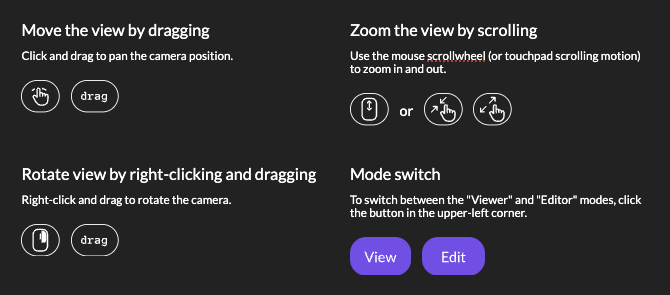 Move the view by dragging
Click and drag to pan the camera position.
drag
Zoom the view by scrolling
Use the mouse scrollwheel (or touchpad scrolling motion)
to zoom in and out.
or
Rotate view by right-clicking and dragging
Right-click and drag to rotate the camera.
drag
Mode switch
To switch between the "Viewer" and "Editor" modes, click
the button in the upper-left corner.
View
Edit